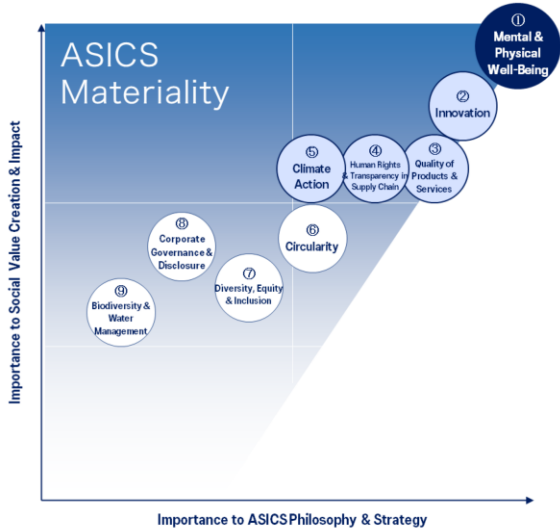 ASICS
Materiality
①
Mental &
Physical
Well-Being
②
Innovation
③
Quality of
Products &
Services
④
Human Rights
& Transparency in
Supply Chain
⑤
Climate
Action
⑥
Circularity
⑦
Diversity, Equity
& Inclusion
⑧
Corporate
Governance &
Disclosure
⑨
Biodiversity &
Water
Management
Importance to Social Value Creation & Impact
Importance to ASICS Philosophy & Strategy